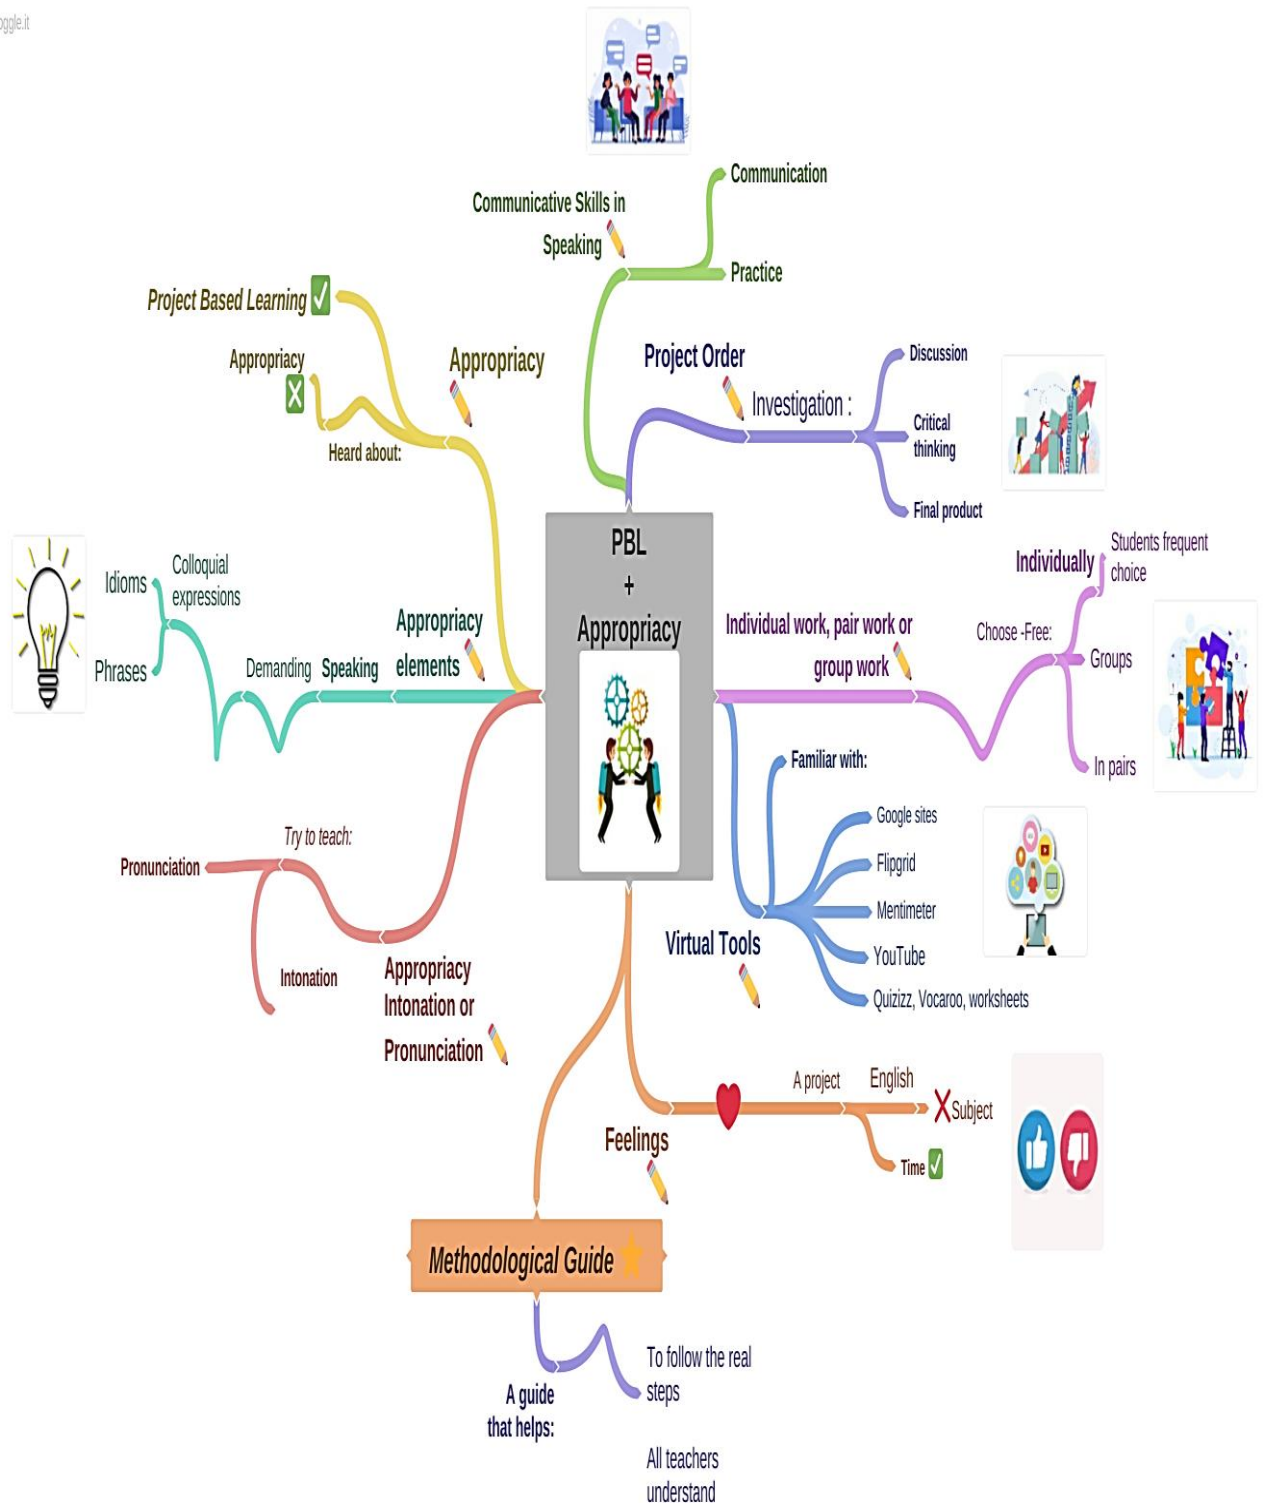 oggle.it
Communication
Communicative Skills in
Speaking
Practice
Project Based Learning
Appropriacy
Appropriacy
Heard about:
Project Order
Investigation :
Discussion
Critical
thinking
Final product
PBL
+
Appropriacy
Idioms
Colloquial
expressions
Phrases
Demanding
Speaking
Appropriacy
elements
Individual work, pair work or
group work
Choose -Free:
Individually
Students frequent
choice
Groups
In pairs
Try to teach:
Pronunciation
Intonation
Appropriacy
Intonation or
Pronunciation
Virtual Tools
Familiar with:
Google sites
Flipgrid
Mentimeter
YouTube
Quizizz, Vocaroo, worksheets
Feelings
A project
English
Subject
Time
Methodological Guide
A guide
that helps:
To follow the real
steps
All teachers
understand